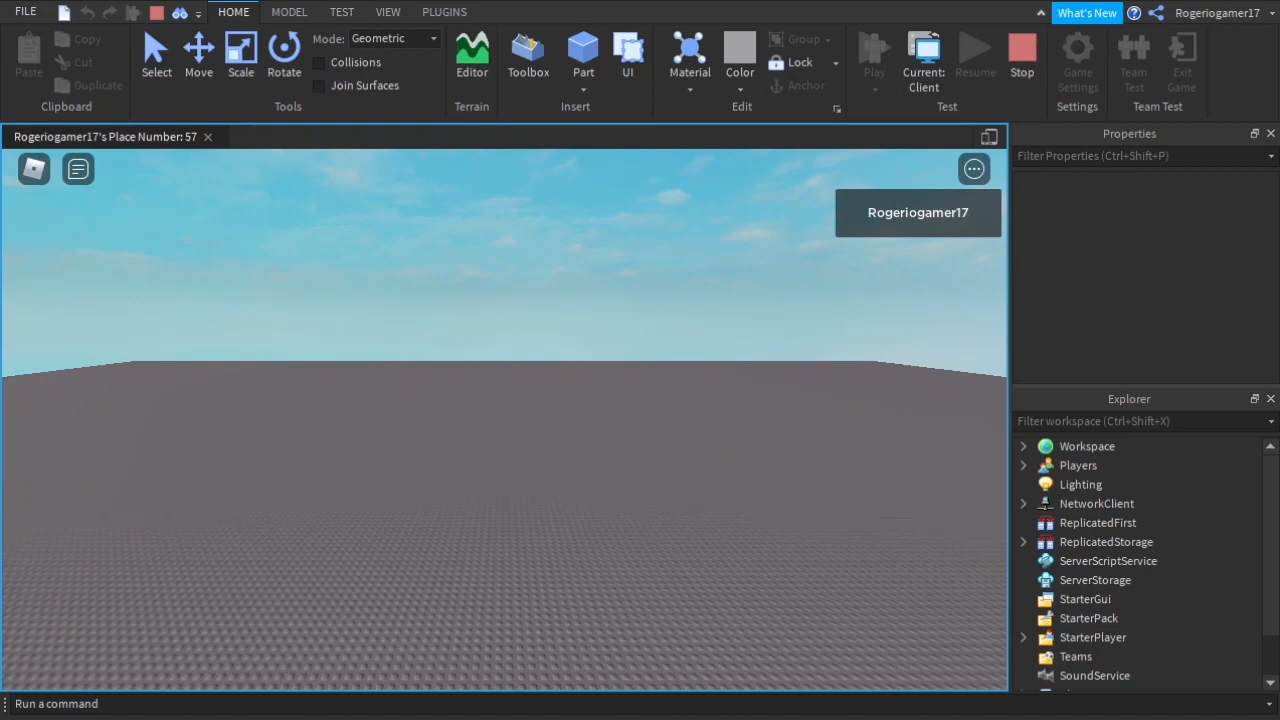 FILE HOME MODEL TEST VIEW PLUGINS What's New Rogeriogamer17
Paste Copy Cut Duplicate
Select Move Scale Rotate
Mode: Geometric
Collisions
Join Surfaces
Editor Toolbox Part UI
Material Color Group Lock Anchor
Play Current: Client Resume Stop
Game Settings Team Test Exit Game
Clipboard Tools Terrain Insert Edit Test Settings Team Test
Rogeriogamer17's Place Number: 57
Rogeriogamer17
Properties
Filter Properties (Ctrl+Shift+P)
Explorer
Filter workspace (Ctrl+Shift+X)
Workspace
Players
Lighting
NetworkClient
ReplicatedFirst
ReplicatedStorage
ServerScriptService
ServerStorage
StarterGui
StarterPack
StarterPlayer
Teams
SoundService
Run a command